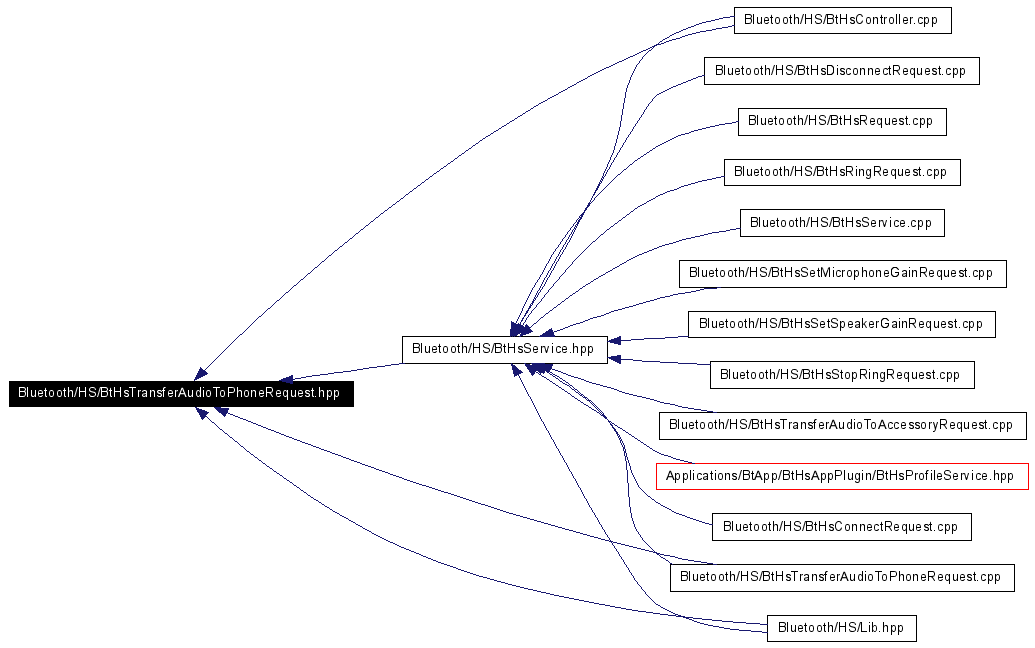 Bluetooth/HS/BtHsController.cpp
Bluetooth/HS/BtHsDisconnectRequest.cpp
Bluetooth/HS/BtHsRequest.cpp
Bluetooth/HS/BtHsRingRequest.cpp
Bluetooth/HS/BtHsService.cpp
Bluetooth/HS/BtHsSetMicrophoneGainRequest.cpp
Bluetooth/HS/BtHsSetSpeakerGainRequest.cpp
Bluetooth/HS/BtHsService.hpp
Bluetooth/HS/BtHsStopRingRequest.cpp
Bluetooth/HS/BtHsTransferAudioToPhoneRequest.hpp
Bluetooth/HS/BtHsTransferAudioToAccessoryRequest.cpp
Applications/BtApp/BtHsAppPlugin/BtHsProfileService.hpp
Bluetooth/HS/BtHsConnectRequest.cpp
Bluetooth/HS/BtHsTransferAudioToPhoneRequest.cpp
Bluetooth/HS/Lib.hpp